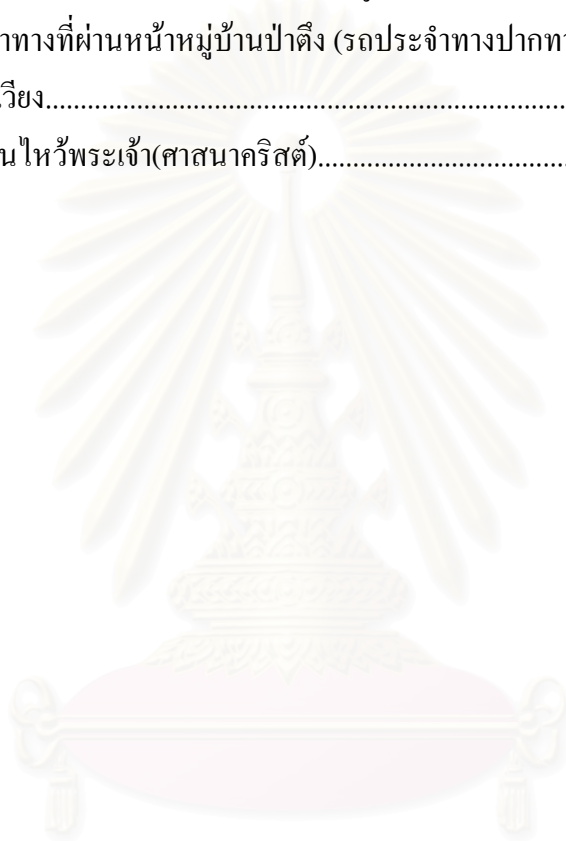 าทางที่ผ่านหน้าหมู่บ้านป่าตึง (รถประจำทางปากทา
วียง......................................................................................
นไหว้พระเจ้า(ศาสนาคริสต์)........................................